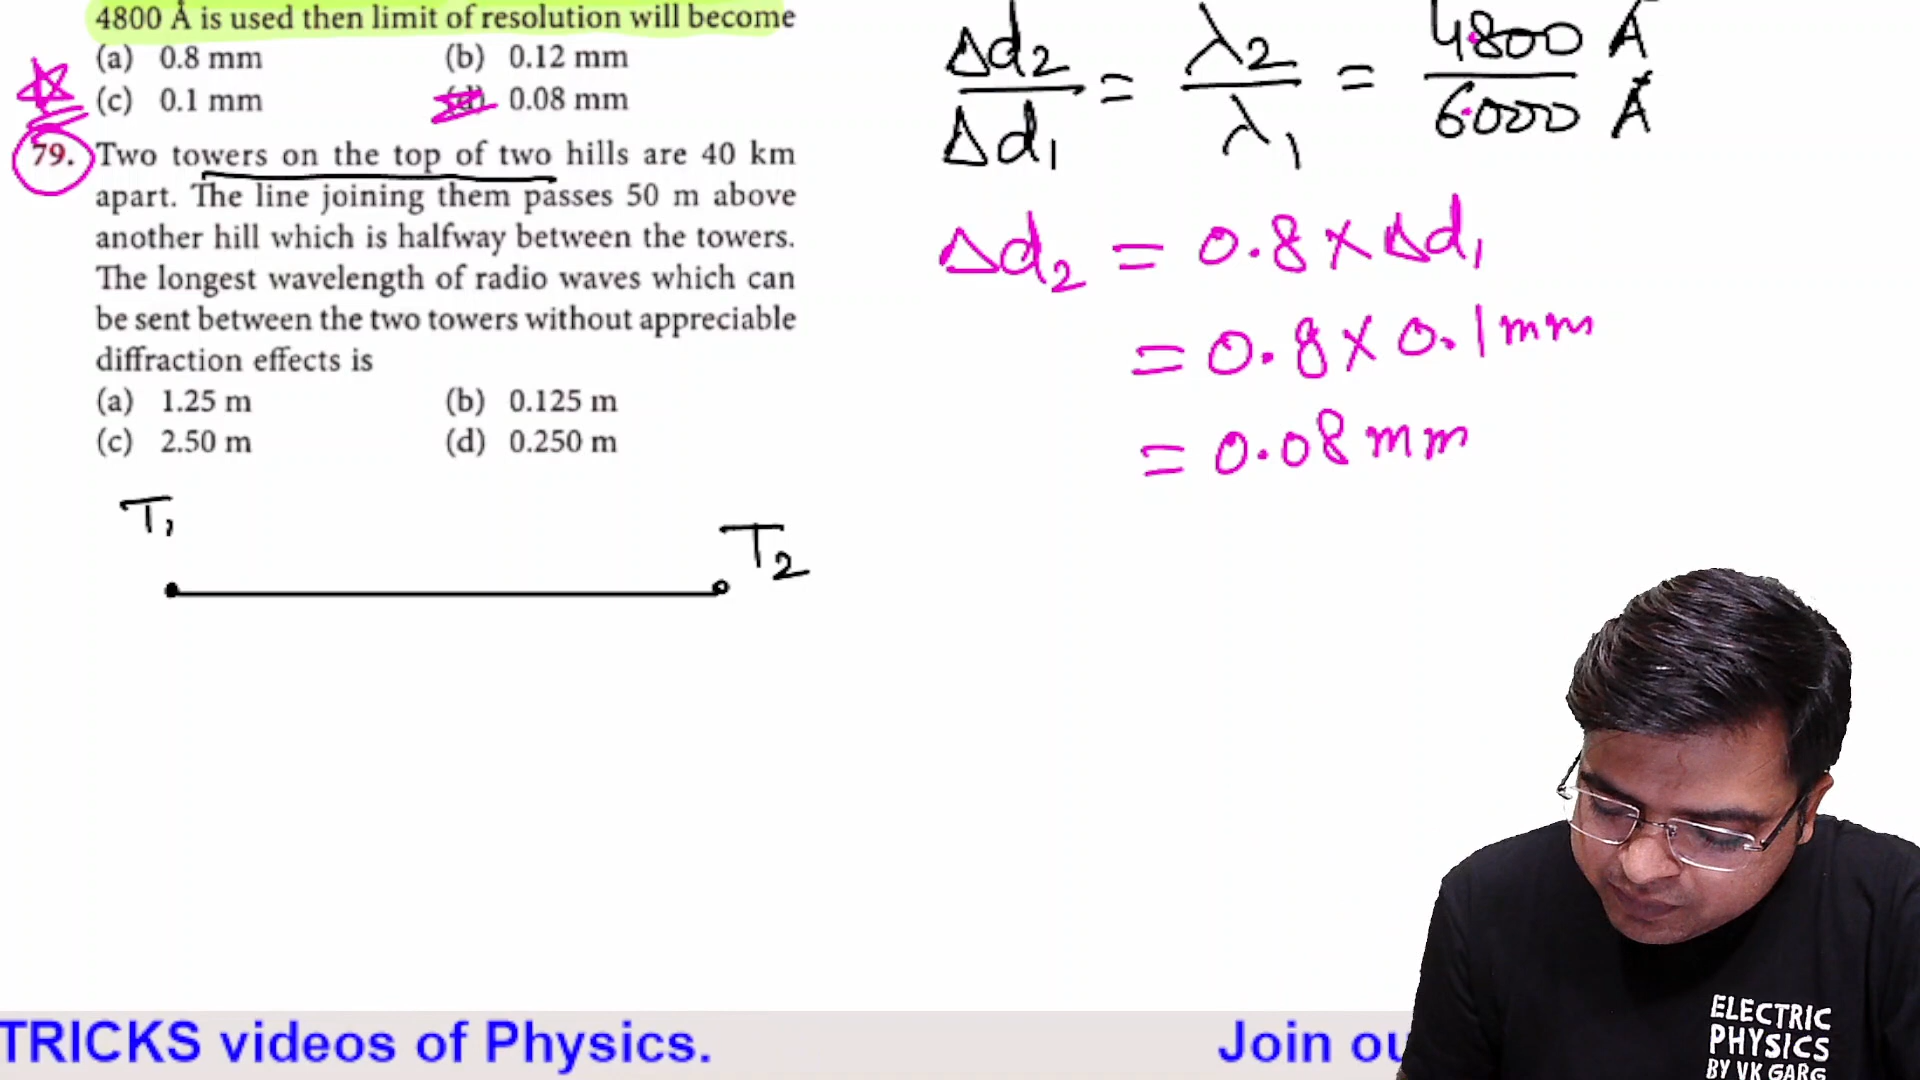 4800 Å is used then limit of resolution will become
(a) 0.8 mm (b) 0.12 mm
(c) 0.1 mm (d) 0.08 mm
79. Two towers on the top of two hills are 40 km
apart. The line joining them passes 50 m above
another hill which is halfway between the towers.
The longest wavelength of radio waves which can
be sent between the two towers without appreciable
diffraction effects is
(a) 1.25 m (b) 0.125 m
(c) 2.50 m (d) 0.250 m
T₁
T₂
Δd₂/Δd₁ = λ₂/λ₁ = 4800 Å/6000 Å
Δd₂ = 0.8 × Δd₁
= 0.8 × 0.1 mm
= 0.08 mm
ELECTRIC
PHYSICS
BY VK GARG
TRICKS videos of Physics. Join ou